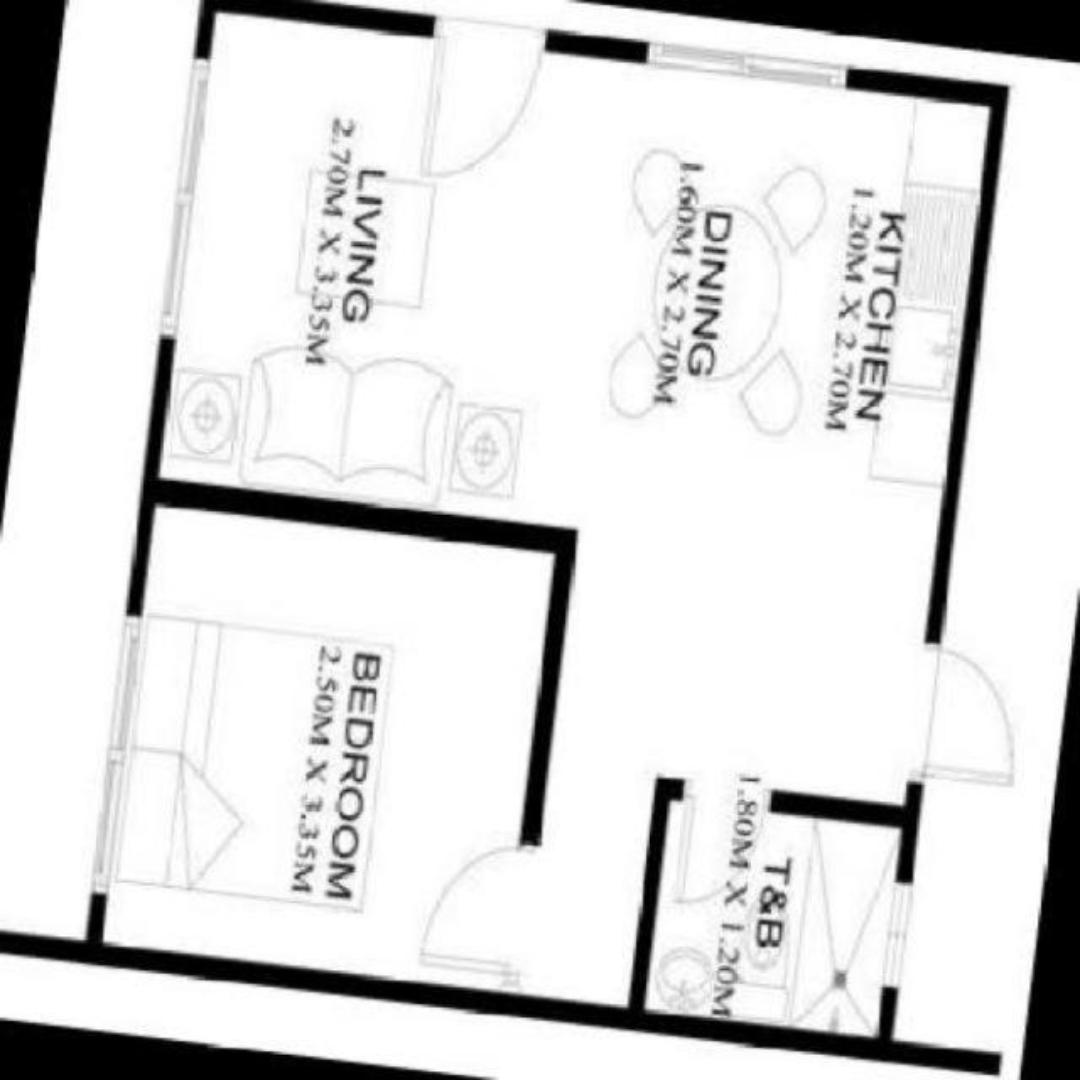 LIVING
2.70M X 3.35M
DINING
1.60M X 2.70M
KITCHEN
1.20M X 2.70M
BEDROOM
2.50M X 3.35M
T&B
1.80M X 1.20M